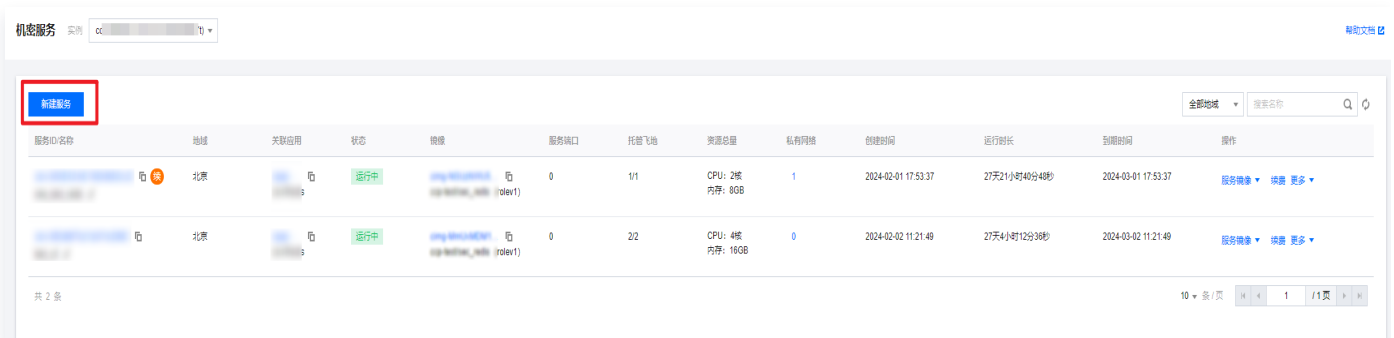 机密服务 实例 帮助文档
新建服务 全部地域 搜索名称
服务ID/名称 地域 关联应用 状态 镜像 服务端口 托管飞地 资源总量 私有网络 创建时间 运行时长 到期时间 操作
续 北京 运行中 0 1/1 CPU: 2核 1 2024-02-01 17:53:37 27天21小时40分48秒 2024-03-01 17:53:37 服务镜像 续费 更多
(rolev1) 内存: 8GB
北京 运行中 0 2/2 CPU: 4核 0 2024-02-02 11:21:49 27天4小时12分36秒 2024-03-02 11:21:49 服务镜像 续费 更多
(rolev1) 内存: 16GB
共 2 条 10 条/页 1 /1页